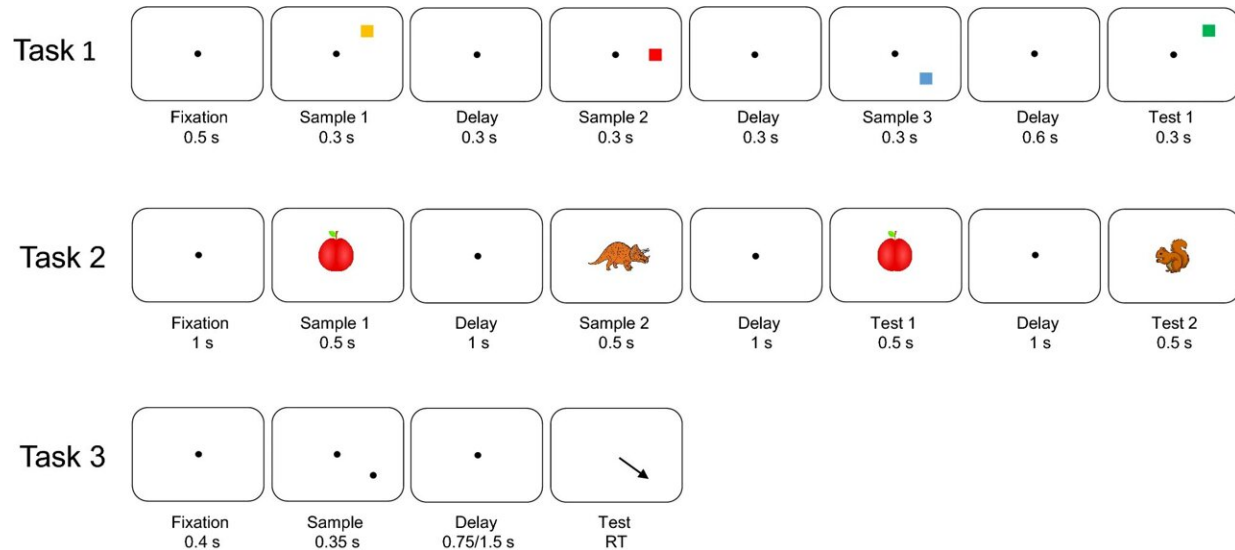 Task 1
Fixation Sample 1 Delay Sample 2 Delay Sample 3 Delay Test 1
0.5 s 0.3 s 0.3 s 0.3 s 0.3 s 0.3 s 0.6 s 0.3 s
Task 2
Fixation Sample 1 Delay Sample 2 Delay Test 1 Delay Test 2
1 s 0.5 s 1 s 0.5 s 1 s 0.5 s 1 s 0.5 s
Task 3
Fixation Sample Delay Test
0.4 s 0.35 s 0.75/1.5 s RT